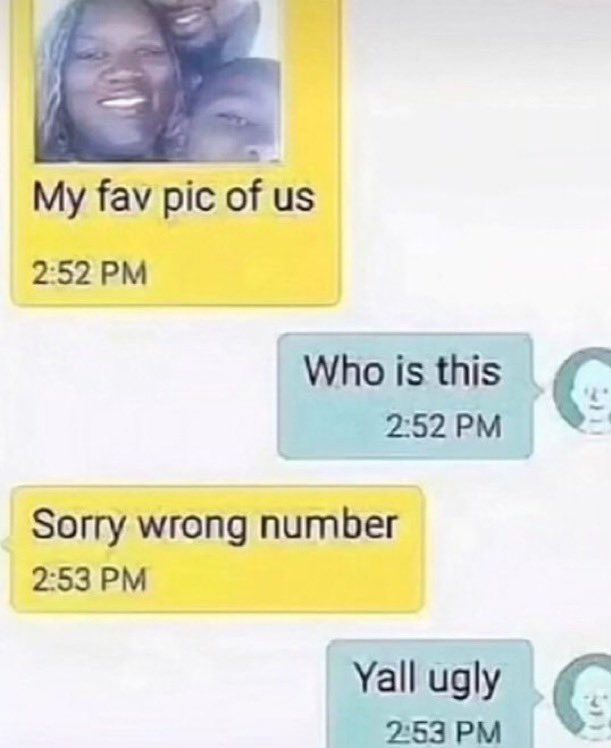 My fav pic of us
2:52 PM
Who is this
2:52 PM
Sorry wrong number
2:53 PM
Yall ugly
2:53 PM